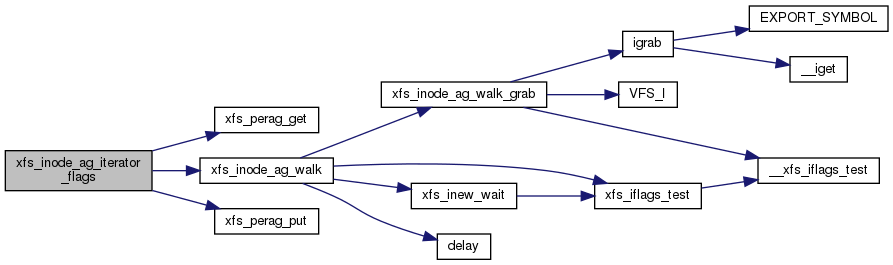 xfs_inode_ag_iterator
_flags
xfs_perag_get
xfs_inode_ag_walk
xfs_perag_put
xfs_inode_ag_walk_grab
xfs_inew_wait
delay
igrab
VFS_I
xfs_iflags_test
EXPORT_SYMBOL
__iget
__xfs_iflags_test